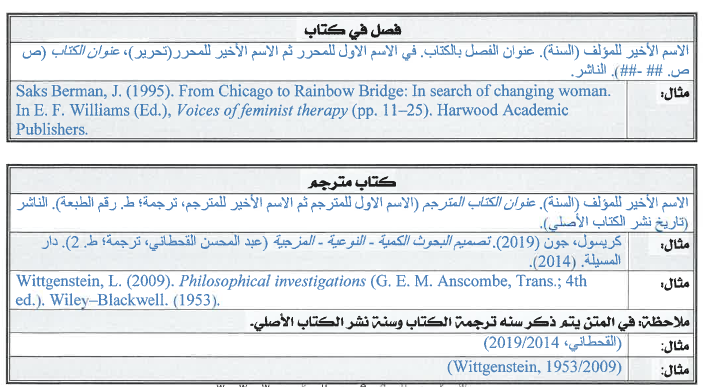 فصل في كتاب
الاسم الأخير للمؤلف (السنة). عنوان الفصل بالكتاب. في الاسم الاول للمحرر ثم الاسم الأخير للمحرر(تحرير)، عنوان الكتاب (ص
ص. ## -##). الناشر.
مثال: Saks Berman, J. (1995). From Chicago to Rainbow Bridge: In search of changing woman.
In E. F. Williams (Ed.), Voices of feminist therapy (pp. 11–25). Harwood Academic
Publishers.
كتاب مترجم
الاسم الأخير للمؤلف (السنة). عنوان الكتاب المترجم (الاسم الاول للمترجم ثم الاسم الأخير للمترجم، ترجمة؛ ط. رقم الطبعة). الناشر
(تاريخ نشر الكتاب الأصلي).
مثال: كريسول، جون (2019). تصميم البحوث الكمية - النوعية - المزجية (عبد المحسن القحطاني، ترجمة؛ ط. 2). دار
المسيلة. (2014).
مثال: Wittgenstein, L. (2009). Philosophical investigations (G. E. M. Anscombe, Trans.; 4th
ed.). Wiley–Blackwell. (1953).
ملاحظة: في المتن يتم ذكر سنه ترجمة الكتاب وسنة نشر الكتاب الأصلي.
مثال: (القحطاني، 2019/2014)
مثال: (Wittgenstein, 1953/2009)